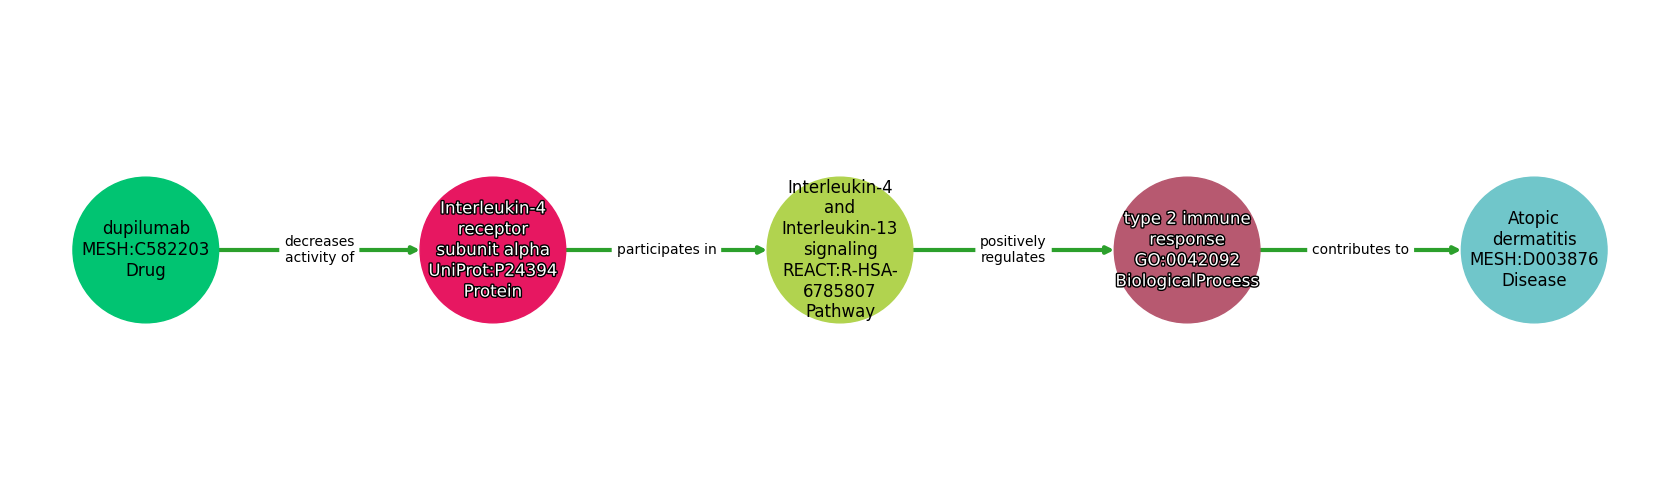 dupilumab
MESH:C582203
Drug
decreases
activity of
Interleukin-4
receptor
subunit alpha
UniProt:P24394
Protein
participates in
Interleukin-4
and
Interleukin-13
signaling
REACT:R-HSA-
6785807
Pathway
positively
regulates
type 2 immune
response
GO:0042092
BiologicalProcess
contributes to
Atopic
dermatitis
MESH:D003876
Disease